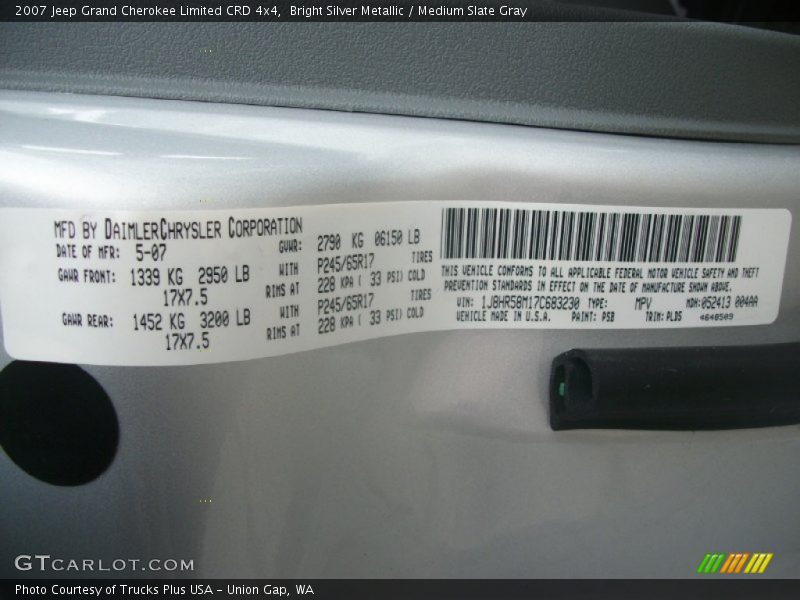 2007 Jeep Grand Cherokee Limited CRD 4x4, Bright Silver Metallic / Medium Slate Gray
MFD BY DAIMLERCHRYSLER CORPORATION
DATE OF MFR: 5-07 GVWR: 2790 KG 06150 LB
GAWR FRONT: 1339 KG 2950 LB WITH P245/65R17 TIRES
17X7.5 RIMS AT 228 KPA ( 33 PSI) COLD
GAWR REAR: 1452 KG 3200 LB WITH P245/65R17 TIRES
17X7.5 RIMS AT 228 KPA ( 33 PSI) COLD
THIS VEHICLE CONFORMS TO ALL APPLICABLE FEDERAL MOTOR VEHICLE SAFETY AND THEFT
PREVENTION STANDARDS IN EFFECT ON THE DATE OF MANUFACTURE SHOWN ABOVE.
VIN: 1J8HR58M17C683230 TYPE: MPV MDH:052413 004AA
VEHICLE MADE IN U.S.A. PAINT: PSB TRIM: PLDS 4648509
GTCARLOT.COM
Photo Courtesy of Trucks Plus USA – Union Gap, WA